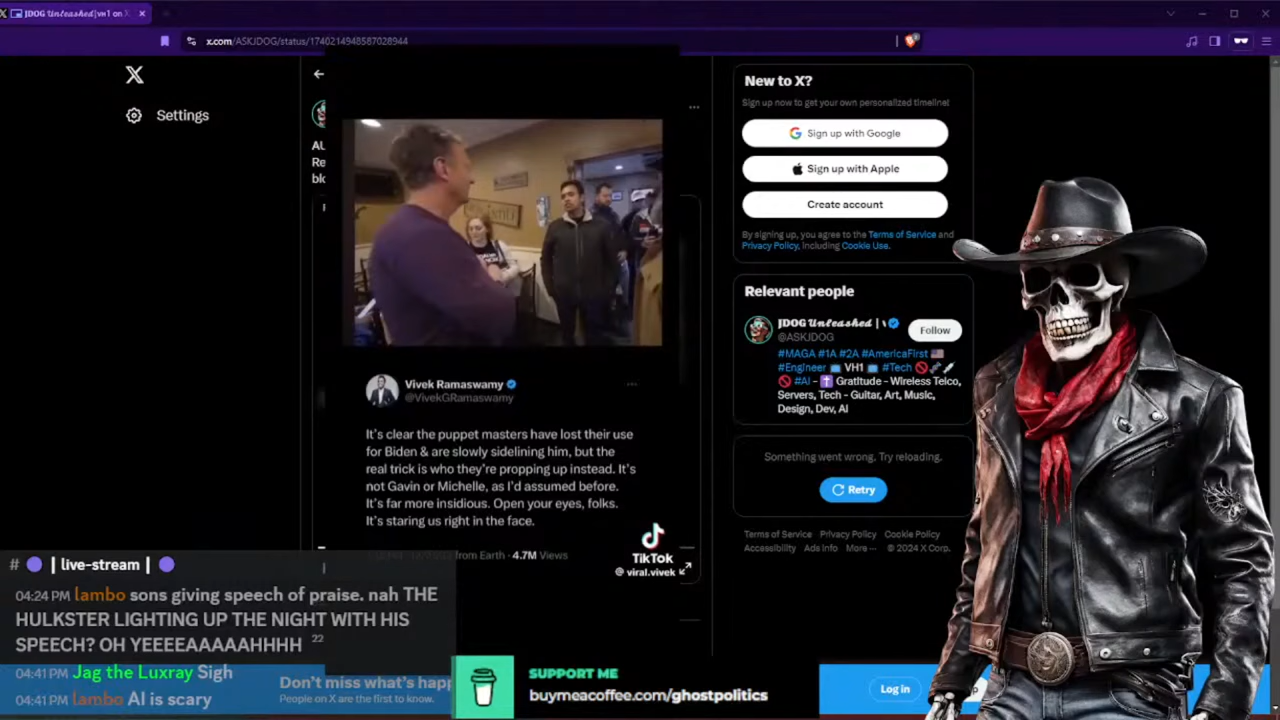 JDOG Unleashed | vh1 on X
x.com/ASKJDOG/status/1740214948587028944
Settings
AL
Re
blo
Vivek Ramaswamy
@VivekGRamaswamy
It's clear the puppet masters have lost their use
for Biden & are slowly sidelining him, but the
real trick is who they're propping up instead. It's
not Gavin or Michelle, as I'd assumed before.
It's far more insidious. Open your eyes, folks.
It's staring us right in the face.
from Earth · 4.7M Views
TikTok
@ viral.vivek
New to X?
Sign up now to get your own personalized timeline!
Sign up with Google
Sign up with Apple
Create account
By signing up, you agree to the Terms of Service and
Privacy Policy, including Cookie Use.
Relevant people
JDOG Unleashed |
@ASKJDOG
Follow
#MAGA #1A #2A #AmericaFirst 🇺🇸
#Engineer 📺 VH1 📺 #Tech 🚫🧬💉
🚫 #AI - ✝️ Gratitude - Wireless Telco,
Servers, Tech - Guitar, Art, Music,
Design, Dev, AI
Something went wrong. Try reloading.
Retry
Terms of Service Privacy Policy Cookie Policy
Accessibility Ads info More ··· © 2024 X Corp.
# | live-stream |
04:24 PM lambo sons giving speech of praise. nah THE
HULKSTER LIGHTING UP THE NIGHT WITH HIS
SPEECH? OH YEEEEAAAAAHHHH 22
04:41 PM Jag the Luxray Sigh
04:41 PM lambo AI is scary
Don't miss what's happ
People on X are the first to know.
SUPPORT ME
buymeacoffee.com/ghostpolitics
Log in